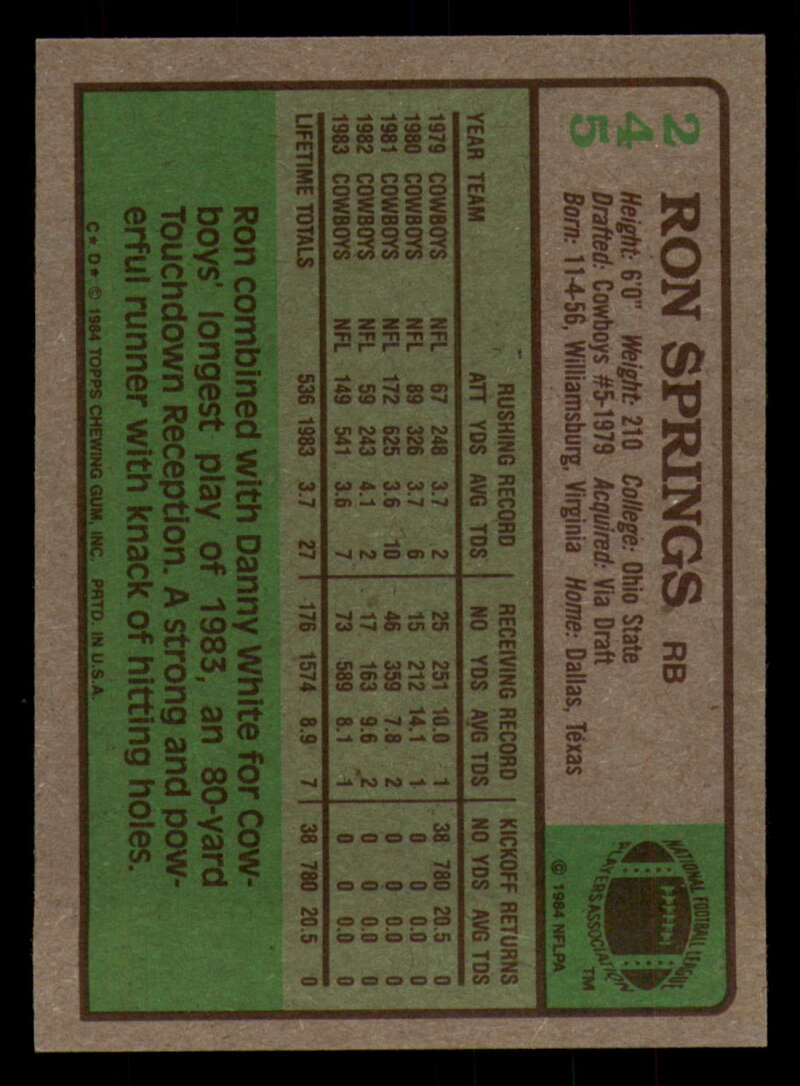 245
RON SPRINGS RB
Height: 6'0" Weight: 210 College: Ohio State
Drafted: Cowboys #5-1979 Acquired: Via Draft
Born: 11-4-56, Williamsburg, Virginia Home: Dallas, Texas
NATIONAL FOOTBALL LEAGUE
PLAYERS ASSOCIATION
TM
© 1984 NFLPA
RUSHING RECORD RECEIVING RECORD KICKOFF RETURNS
YEAR TEAM ATT YDS AVG TDS NO YDS AVG TDS NO YDS AVG TDS
1979 COWBOYS NFL 67 248 3.7 2 25 251 10.0 1 38 780 20.5 0
1980 COWBOYS NFL 89 326 3.7 6 15 212 14.1 1 0 0 0.0 0
1981 COWBOYS NFL 172 625 3.6 10 46 359 7.8 2 0 0 0.0 0
1982 COWBOYS NFL 59 243 4.1 2 17 163 9.6 2 0 0 0.0 0
1983 COWBOYS NFL 149 541 3.6 7 73 589 8.1 1 0 0 0.0 0
LIFETIME TOTALS 536 1983 3.7 27 176 1574 8.9 7 38 780 20.5 0
Ron combined with Danny White for Cow-
boys' longest play of 1983, an 80-yard
Touchdown Reception. A strong and pow-
erful runner with knack of hitting holes.
C* D* © 1984 TOPPS CHEWING GUM, INC. PRTD. IN U.S.A.